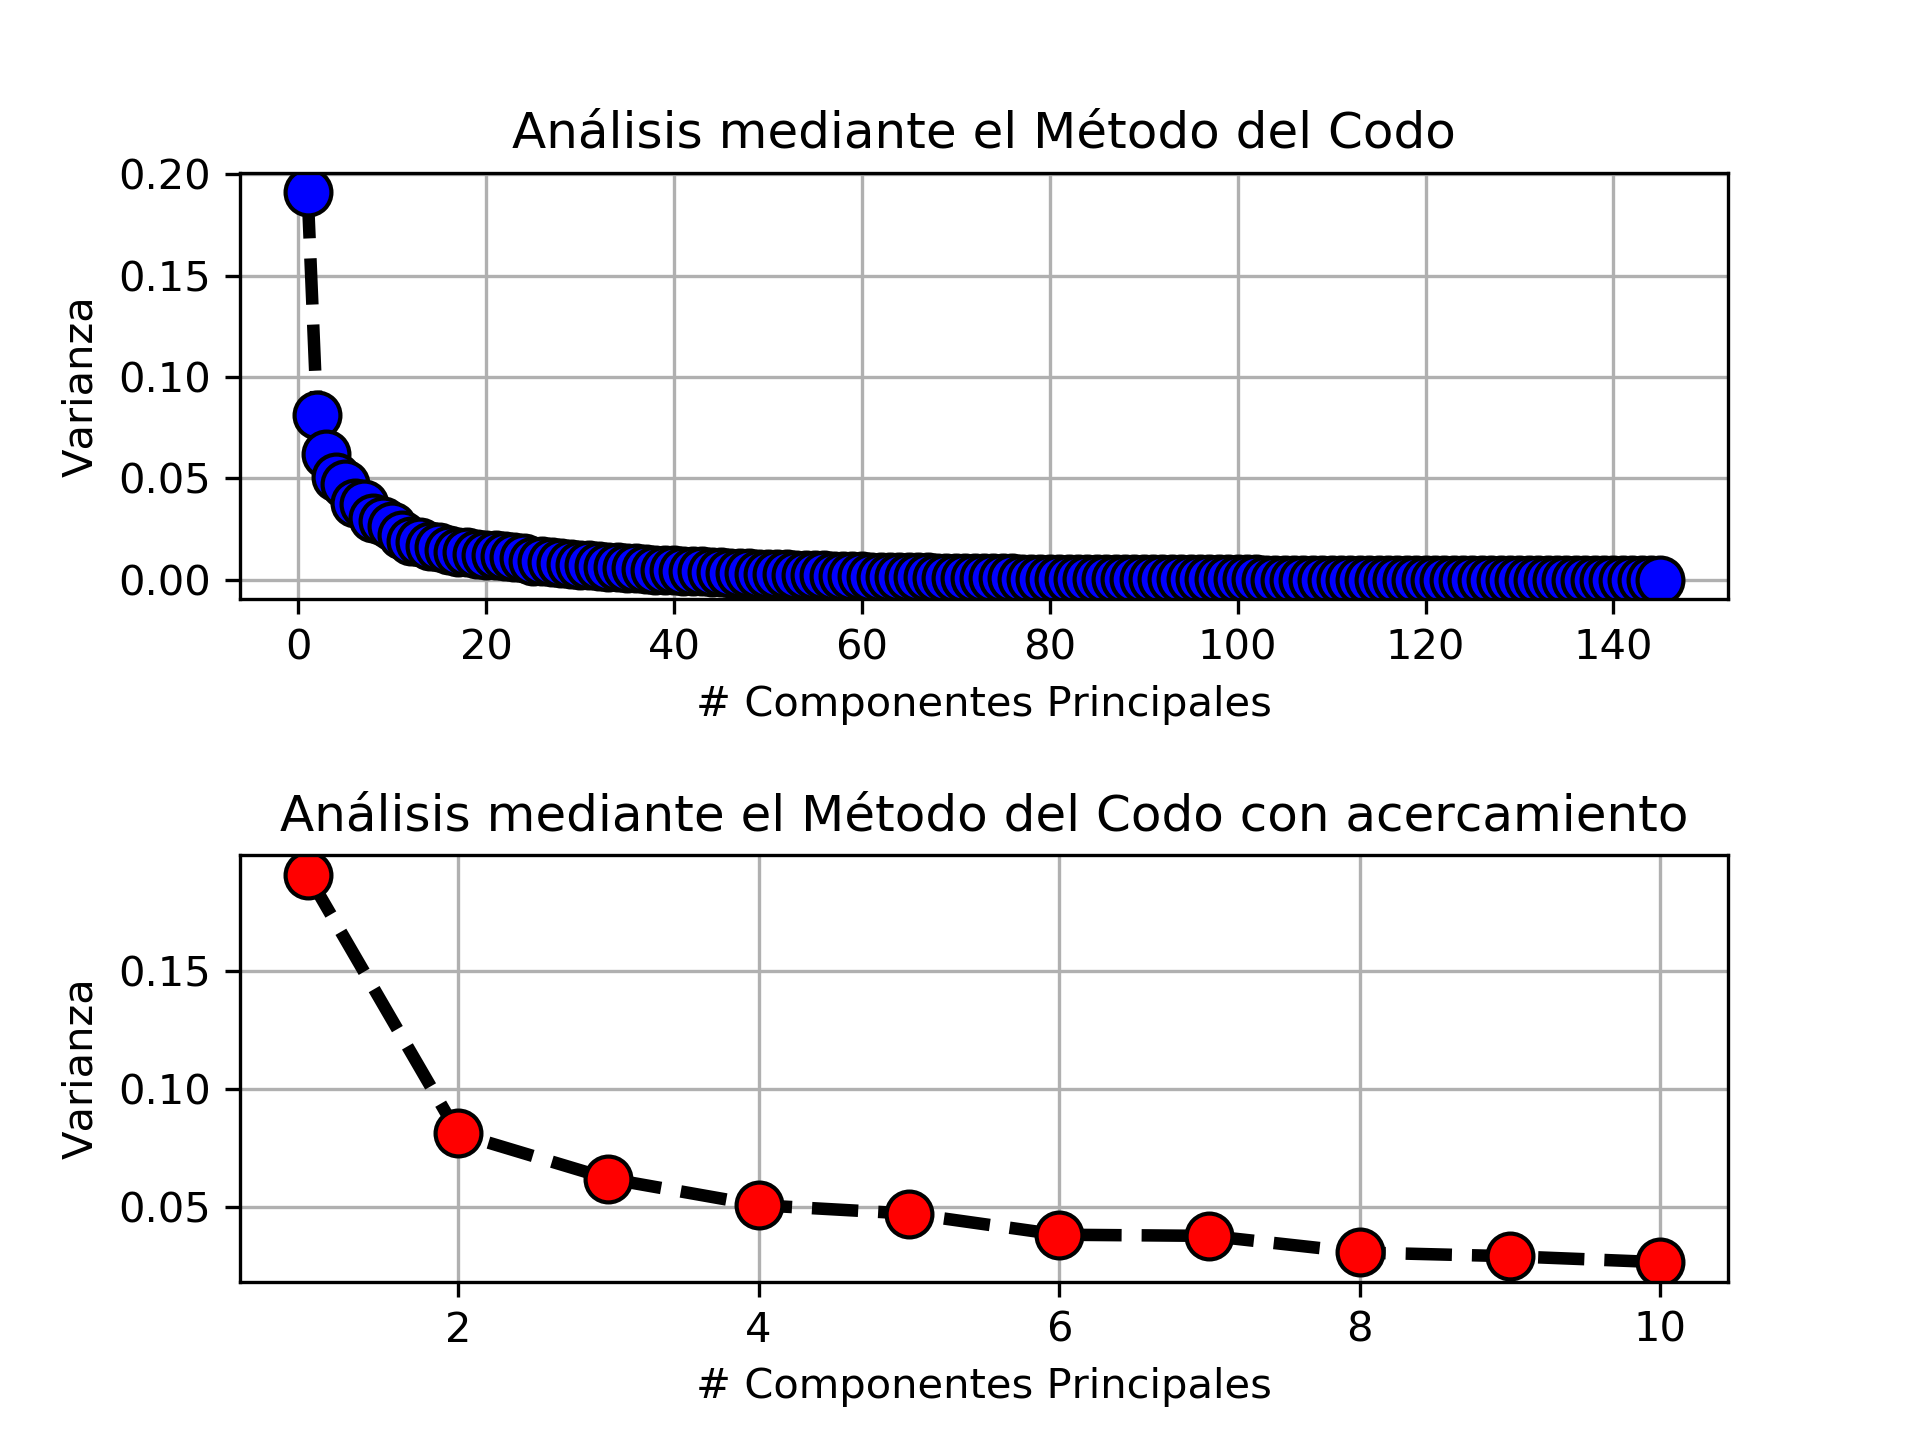 Análisis mediante el Método del Codo
0.20
0.15
0.10
0.05
0.00
Varianza
0 20 40 60 80 100 120 140
# Componentes Principales
Análisis mediante el Método del Codo con acercamiento
0.15
0.10
0.05
Varianza
2 4 6 8 10
# Componentes Principales